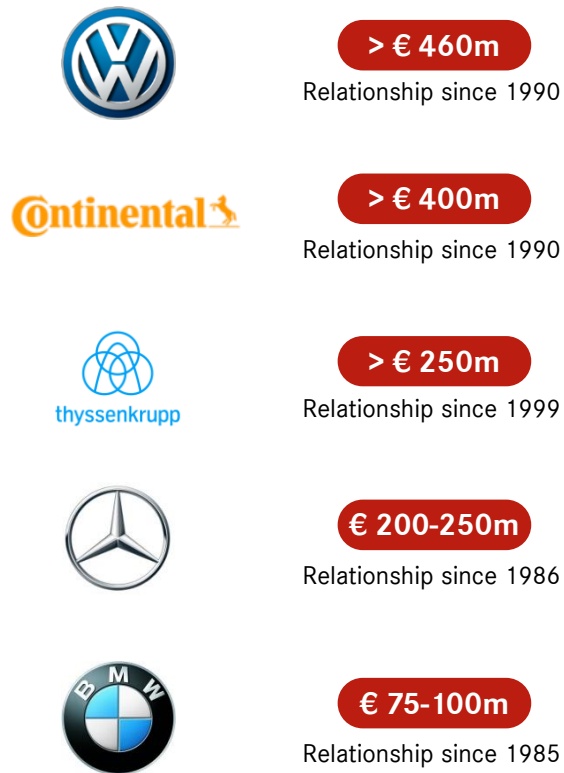 > € 460m
Relationship since 1990
Continental
> € 400m
Relationship since 1990
thyssenkrupp
> € 250m
Relationship since 1999
€ 200-250m
Relationship since 1986
BMW
€ 75-100m
Relationship since 1985